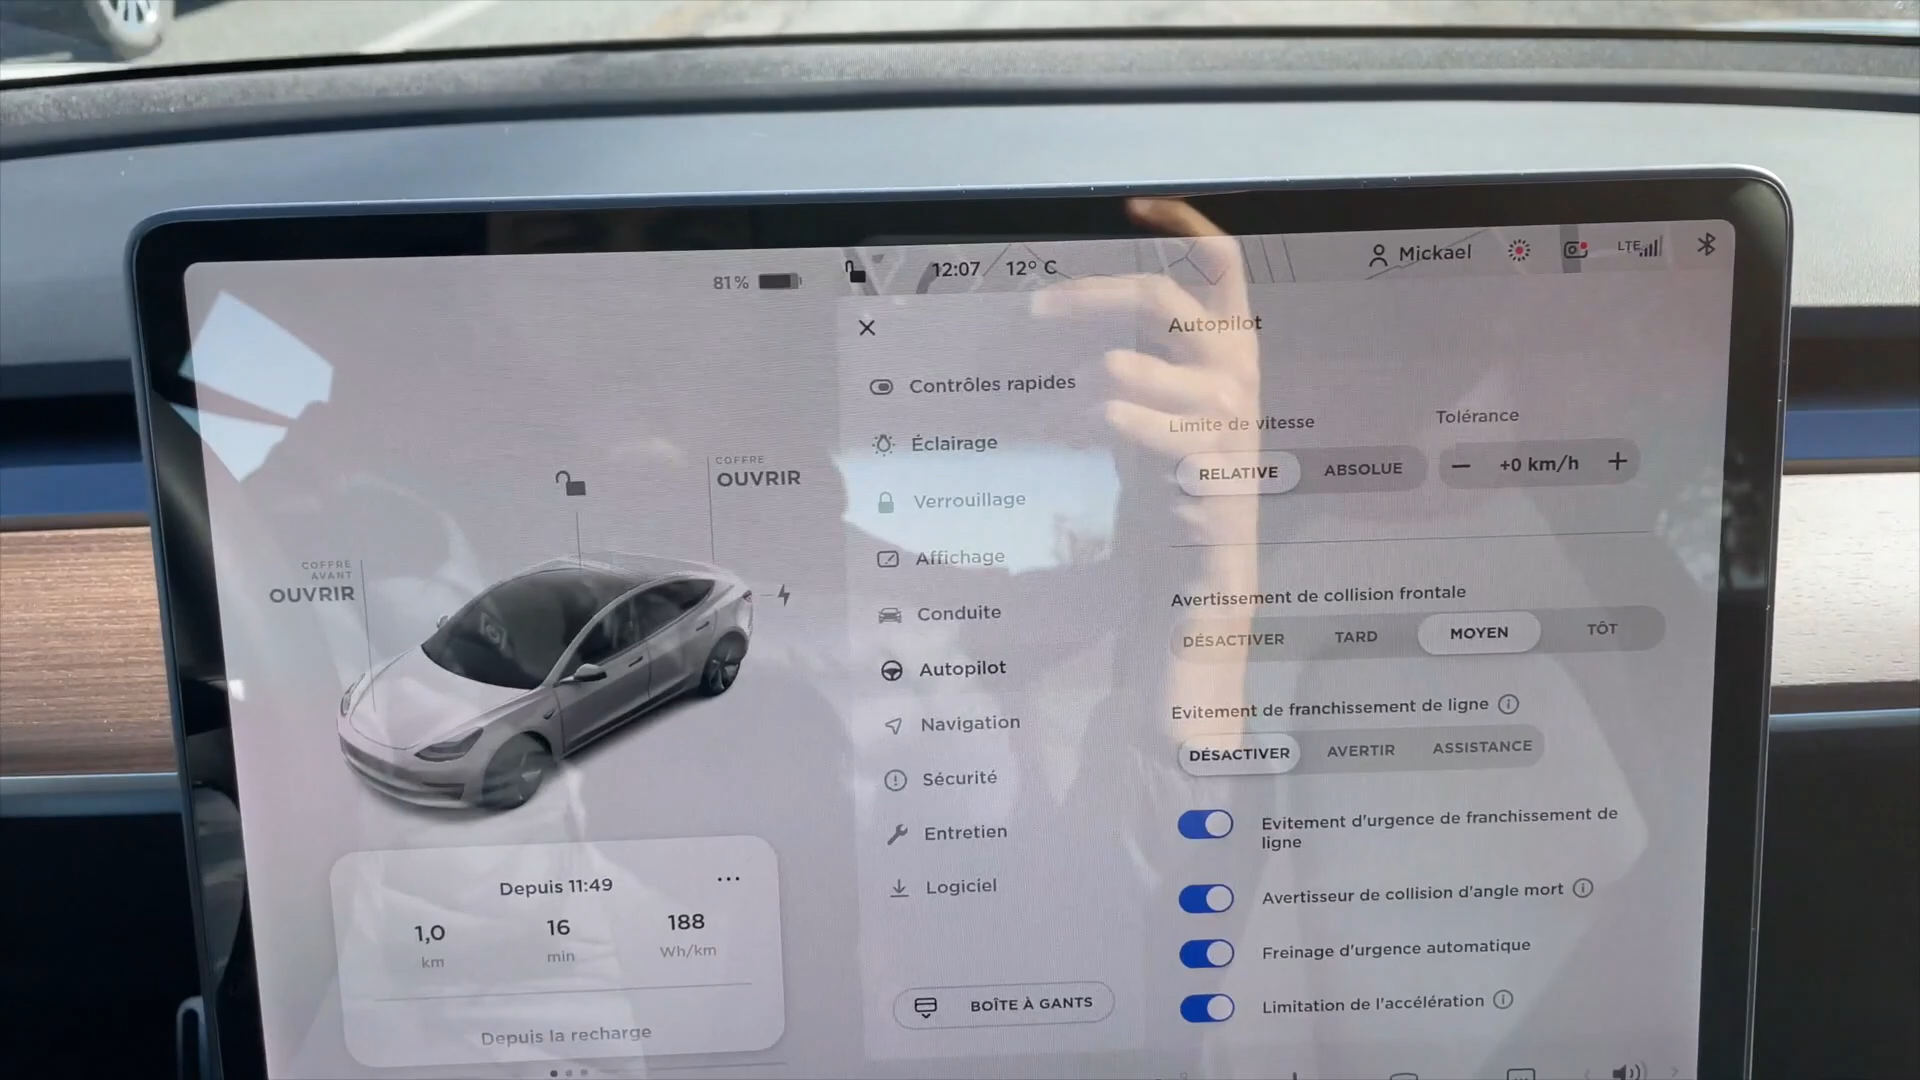 81%
12:07
12° C
Mickael
LTE
COFFRE
OUVRIR
COFFRE
AVANT
OUVRIR
Depuis 11:49
...
1,0
16
188
km
min
Wh/km
Depuis la recharge
Contrôles rapides
Éclairage
Verrouillage
Affichage
Conduite
Autopilot
Navigation
Sécurité
Entretien
Logiciel
BOÎTE À GANTS
Autopilot
Limite de vitesse
Tolérance
RELATIVE
ABSOLUE
— +0 km/h +
Avertissement de collision frontale
DÉSACTIVER
TARD
MOYEN
TÔT
Evitement de franchissement de ligne
DÉSACTIVER
AVERTIR
ASSISTANCE
Evitement d'urgence de franchissement de
ligne
Avertisseur de collision d'angle mort
Freinage d'urgence automatique
Limitation de l'accélération